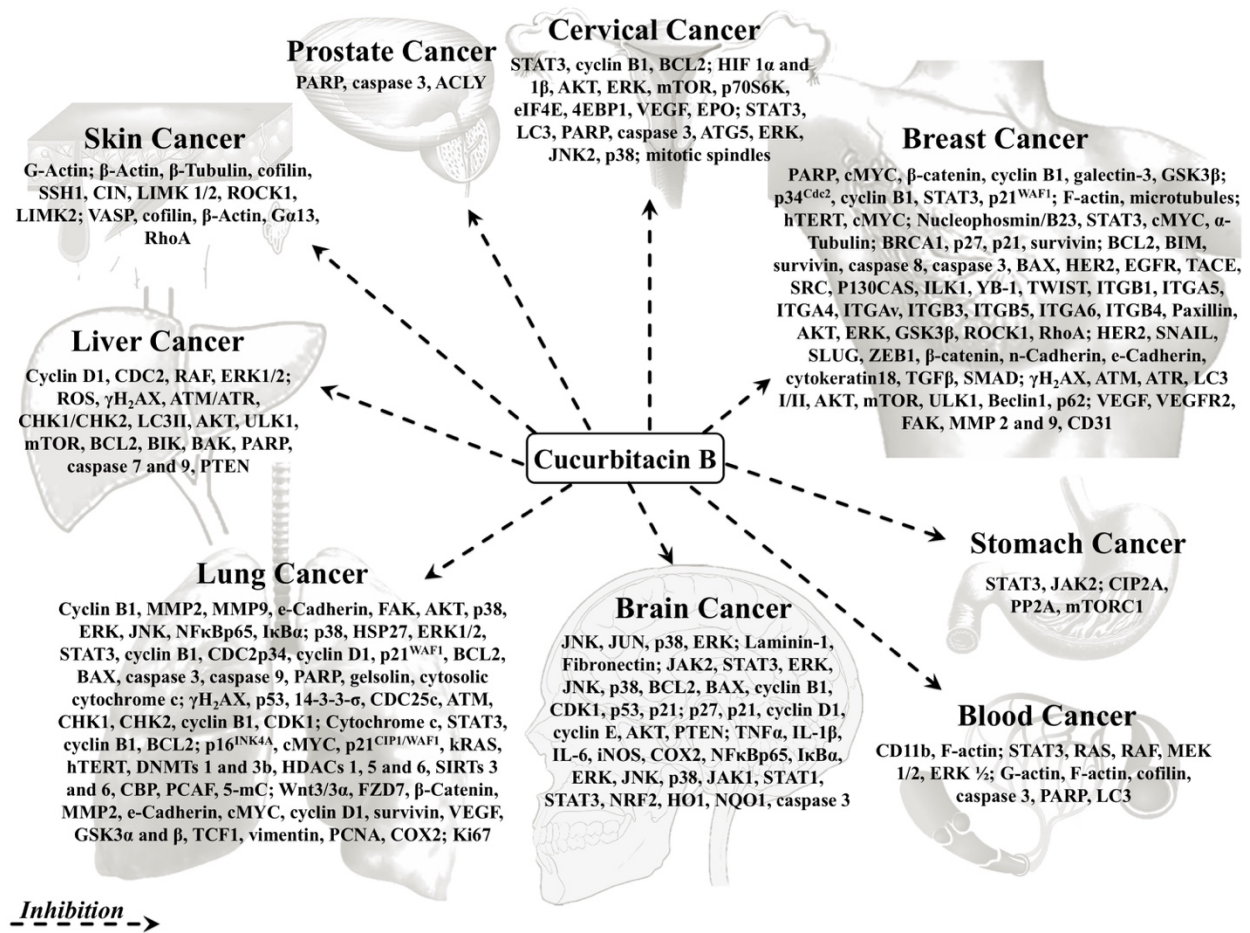 Prostate Cancer
PARP, caspase 3, ACLY
Cervical Cancer
STAT3, cyclin B1, BCL2; HIF 1α and
1β, AKT, ERK, mTOR, p70S6K,
eIF4E, 4EBP1, VEGF, EPO; STAT3,
LC3, PARP, caspase 3, ATG5, ERK,
JNK2, p38; mitotic spindles
Skin Cancer
G-Actin; β-Actin, β-Tubulin, cofilin,
SSH1, CIN, LIMK 1/2, ROCK1,
LIMK2; VASP, cofilin, β-Actin, Gα13,
RhoA
Breast Cancer
PARP, cMYC, β-catenin, cyclin B1, galectin-3, GSK3β;
p34Cdc2, cyclin B1, STAT3, p21WAF1; F-actin, microtubules;
hTERT, cMYC; Nucleophosmin/B23, STAT3, cMYC, α-
Tubulin; BRCA1, p27, p21, survivin; BCL2, BIM,
survivin, caspase 8, caspase 3, BAX, HER2, EGFR, TACE,
SRC, P130CAS, ILK1, YB-1, TWIST, ITGB1, ITGA5,
ITGA4, ITGAv, ITGB3, ITGB5, ITGA6, ITGB4, Paxillin,
AKT, ERK, GSK3β, ROCK1, RhoA; HER2, SNAIL,
SLUG, ZEB1, β-catenin, n-Cadherin, e-Cadherin,
cytokeratin18, TGFβ, SMAD; γH₂AX, ATM, ATR, LC3
I/II, AKT, mTOR, ULK1, Beclin1, p62; VEGF, VEGFR2,
FAK, MMP 2 and 9, CD31
Liver Cancer
Cyclin D1, CDC2, RAF, ERK1/2;
ROS, γH₂AX, ATM/ATR,
CHK1/CHK2, LC3II, AKT, ULK1,
mTOR, BCL2, BIK, BAK, PARP,
caspase 7 and 9, PTEN
Cucurbitacin B
Stomach Cancer
STAT3, JAK2; CIP2A,
PP2A, mTORC1
Lung Cancer
Cyclin B1, MMP2, MMP9, e-Cadherin, FAK, AKT, p38,
ERK, JNK, NFκBp65, IκBα; p38, HSP27, ERK1/2,
STAT3, cyclin B1, CDC2p34, cyclin D1, p21WAF1, BCL2,
BAX, caspase 3, caspase 9, PARP, gelsolin, cytosolic
cytochrome c; γH₂AX, p53, 14-3-3-σ, CDC25c, ATM,
CHK1, CHK2, cyclin B1, CDK1; Cytochrome c, STAT3,
cyclin B1, BCL2; p16INK4A, cMYC, p21CIP1/WAF1, kRAS,
hTERT, DNMTs 1 and 3b, HDACs 1, 5 and 6, SIRTs 3
and 6, CBP, PCAF, 5-mC; Wnt3/3α, FZD7, β-Catenin,
MMP2, e-Cadherin, cMYC, cyclin D1, survivin, VEGF,
GSK3α and β, TCF1, vimentin, PCNA, COX2; Ki67
Brain Cancer
JNK, JUN, p38, ERK; Laminin-1,
Fibronectin; JAK2, STAT3, ERK,
JNK, p38, BCL2, BAX, cyclin B1,
CDK1, p53, p21; p27, p21, cyclin D1,
cyclin E, AKT, PTEN; TNFα, IL-1β,
IL-6, iNOS, COX2, NFκBp65, IκBα,
ERK, JNK, p38, JAK1, STAT1,
STAT3, NRF2, HO1, NQO1, caspase 3
Blood Cancer
CD11b, F-actin; STAT3, RAS, RAF, MEK
1/2, ERK ½; G-actin, F-actin, cofilin,
caspase 3, PARP, LC3
Inhibition